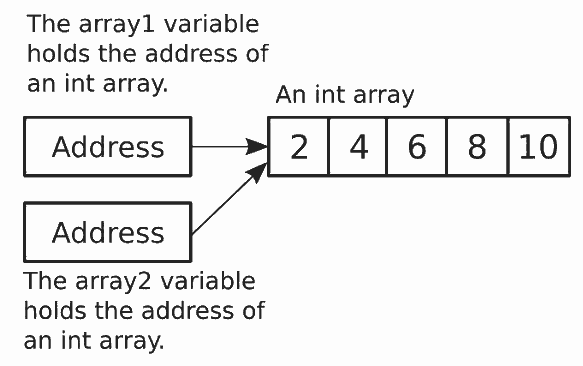 The array1 variable
holds the address of
an int array.
An int array
Address
2 4 6 8 10
Address
The array2 variable
holds the address of
an int array.